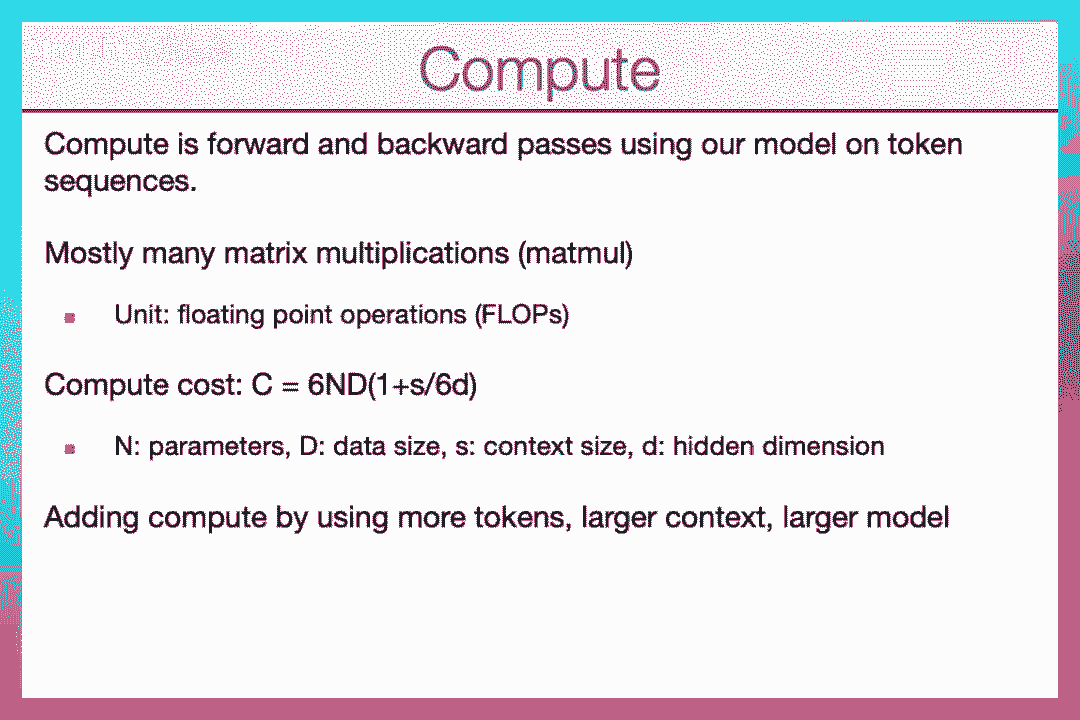 Compute
Compute is forward and backward passes using our model on token
sequences.
Mostly many matrix multiplications (matmul)
Unit: floating point operations (FLOPs)
Compute cost: C = 6ND(1+s/6d)
N: parameters, D: data size, s: context size, d: hidden dimension
Adding compute by using more tokens, larger context, larger model